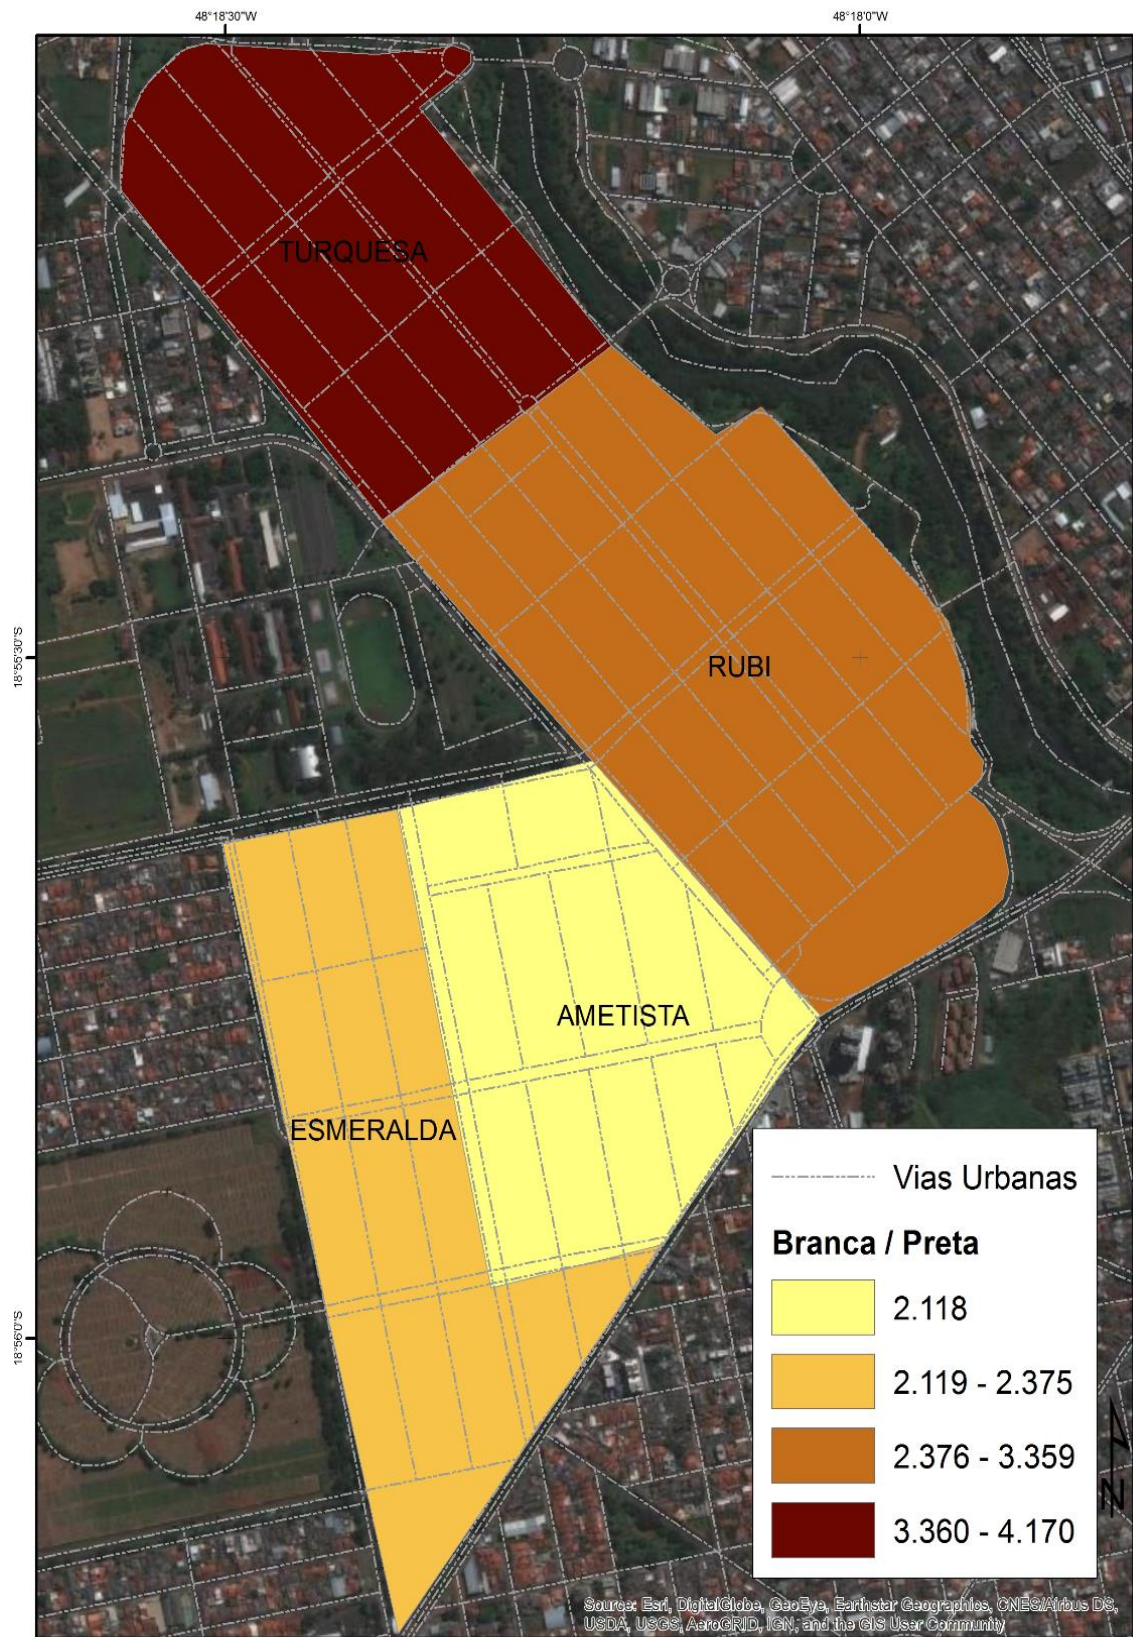 48°18'30"W
48°18'0"W
TURQUESA
18°55'30"S
RUBI
AMETISTA
ESMERALDA
18°56'0"S
Vias Urbanas
Branca / Preta
2.118
2.119 - 2.375
2.376 - 3.359
3.360 - 4.170
N
Source: Esri, DigitalGlobe, GeoEye, Earthstar Geographics, CNES/Airbus DS,
USDA, USGS, AeroGRID, IGN, and the GIS User Community